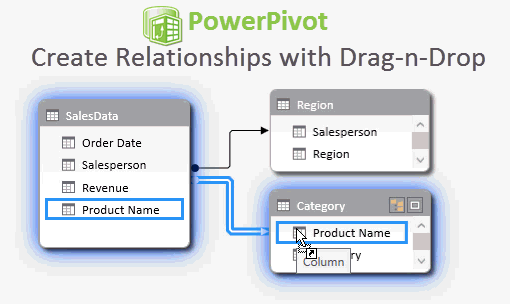 PowerPivot
Create Relationships with Drag-n-Drop
SalesData
Order Date
Salesperson
Revenue
Product Name
Region
Salesperson
Region
Category
Product Name
Column